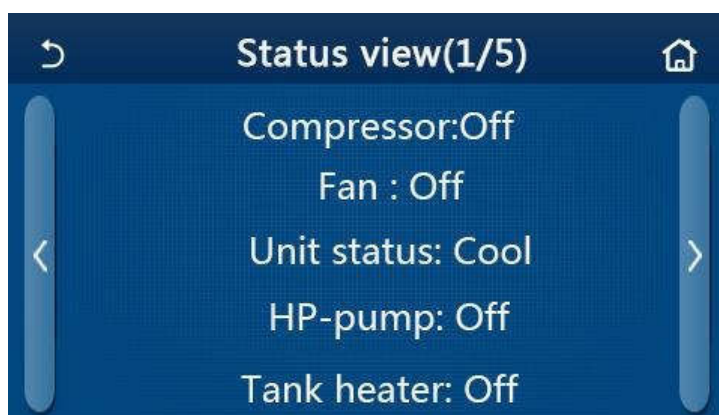 Status view(1/5)
Compressor:Off
Fan : Off
Unit status: Cool
HP-pump: Off
Tank heater: Off